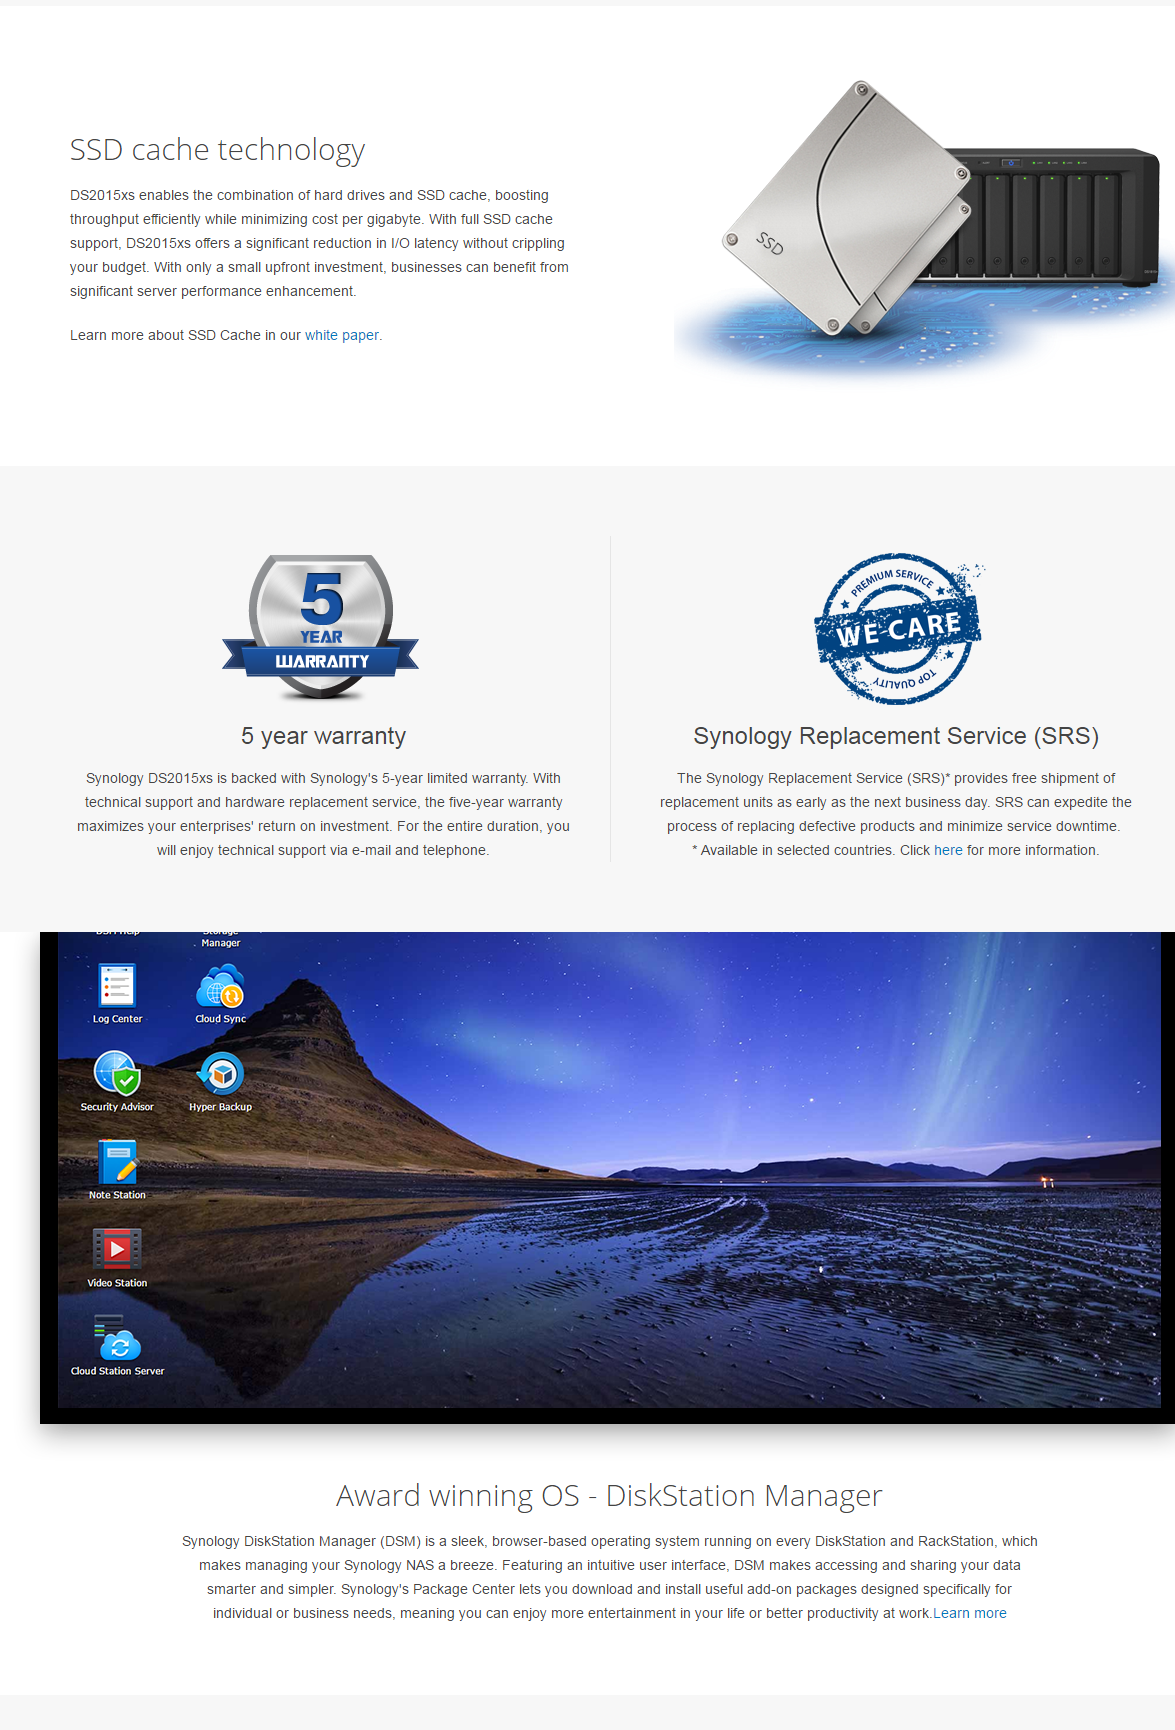 SSD cache technology
DS2015xs enables the combination of hard drives and SSD cache, boosting
throughput efficiently while minimizing cost per gigabyte. With full SSD cache
support, DS2015xs offers a significant reduction in I/O latency without crippling
your budget. With only a small upfront investment, businesses can benefit from
significant server performance enhancement.
Learn more about SSD Cache in our white paper.
SSD
5
YEAR
WARRANTY
5 year warranty
Synology DS2015xs is backed with Synology's 5-year limited warranty. With
technical support and hardware replacement service, the five-year warranty
maximizes your enterprises' return on investment. For the entire duration, you
will enjoy technical support via e-mail and telephone.
PREMIUM SERVICE
WE CARE
TOP QUALITY
Synology Replacement Service (SRS)
The Synology Replacement Service (SRS)* provides free shipment of
replacement units as early as the next business day. SRS can expedite the
process of replacing defective products and minimize service downtime.
* Available in selected countries. Click here for more information.
DSM Help
Storage
Manager
Log Center
Cloud Sync
Security Advisor
Hyper Backup
Note Station
Video Station
Cloud Station Server
Award winning OS - DiskStation Manager
Synology DiskStation Manager (DSM) is a sleek, browser-based operating system running on every DiskStation and RackStation, which
makes managing your Synology NAS a breeze. Featuring an intuitive user interface, DSM makes accessing and sharing your data
smarter and simpler. Synology's Package Center lets you download and install useful add-on packages designed specifically for
individual or business needs, meaning you can enjoy more entertainment in your life or better productivity at work.Learn more